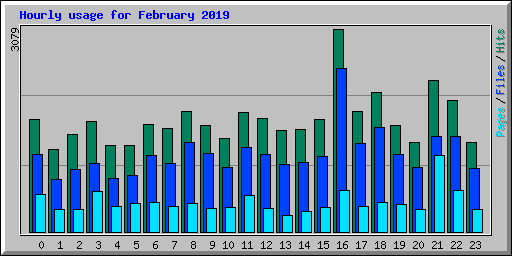 Hourly usage for February 2019
3079
Pages / Files / Hits
0 1 2 3 4 5 6 7 8 9 10 11 12 13 14 15 16 17 18 19 20 21 22 23